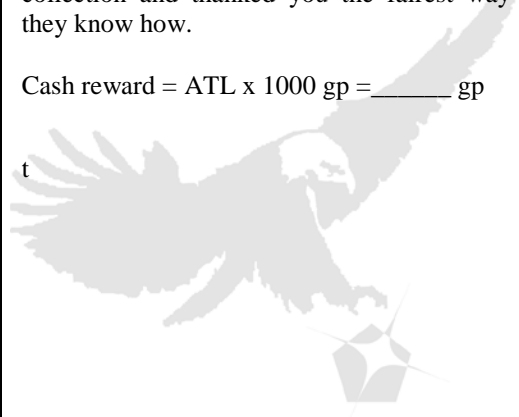 collection and thanked you the fairest way
they know how.
Cash reward = ATL x 1000 gp =______ gp
t